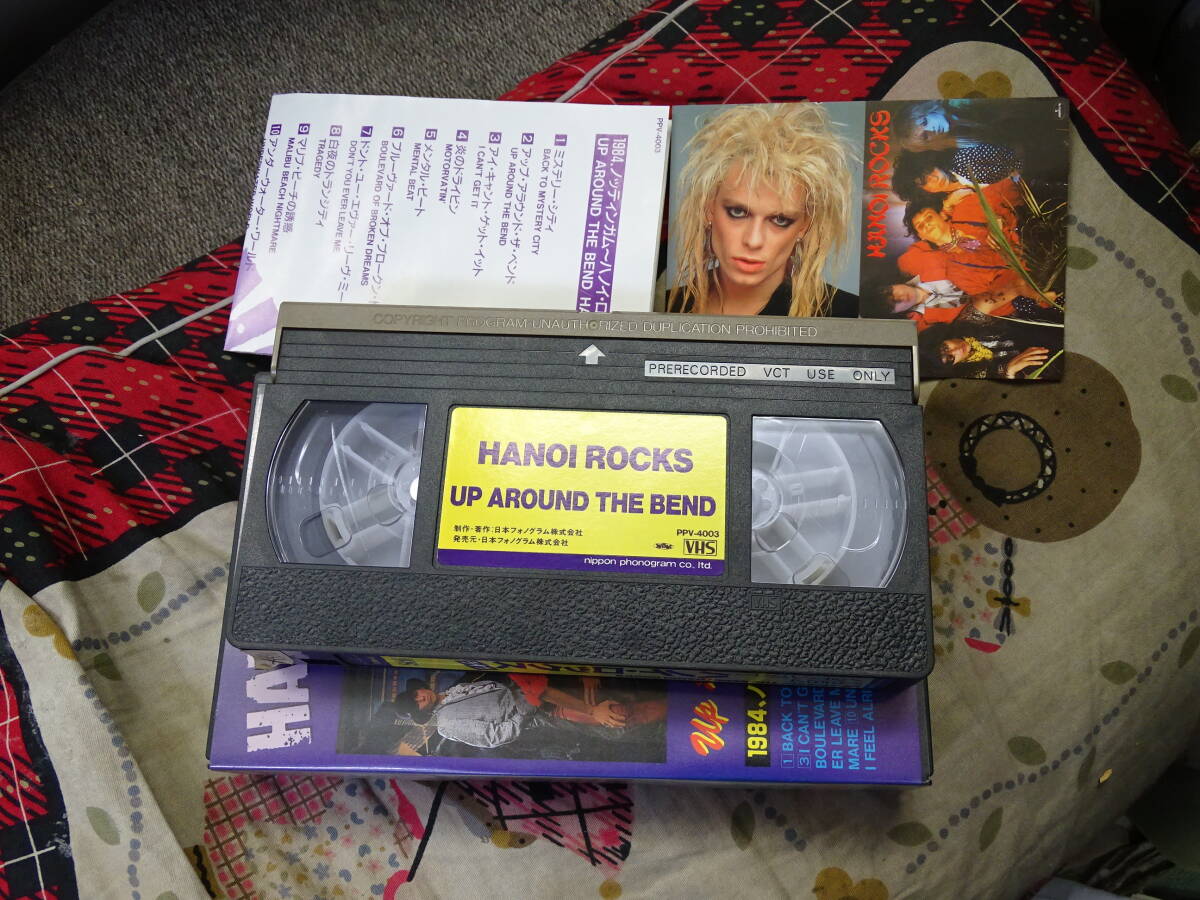 PPV-4003
1984.ノッティンガム〜ハノイ・ロ
UP AROUND THE BEND HA
1 ミステリー・シティ
BACK TO MYSTERY CITY
2 アップ・アラウンド・ザ・ベンド
UP AROUND THE BEND
3 アイ・キャント・ゲット・イット
I CAN'T GET IT
4 炎のドライビン
MOTORVATIN'
5 メンタル・ビート
MENTAL BEAT
6 ブルーヴァード・オブ・ブロークン・
BOULEVARD OF BROKEN DREAMS
7 ドント・ユー・エヴァー・リーヴ・ミー
DON'T YOU EVER LEAVE ME
8 白夜のトラジディ
TRAGEDY
9 マリブ・ビーチの誘惑
MALIBU BEACH NIGHTMARE
10 アンダーウォーター・ワールド
HANOI ROCKS
COPYRIGHT PROGRAM UNAUTHORIZED DUPLICATION PROHIBITED
PRERECORDED VCT USE ONLY
HANOI ROCKS
UP AROUND THE BEND
制作・著作:日本フォノグラム株式会社
発売元・日本フォノグラム株式会社
PPV-4003
VHS
nippon phonogram co., ltd.
VHS
HA
Up
1984.ノ
1 BACK TO
3 I CAN'T G
BOULEVARD
ER LEAVE M
MARE 10 UN
I FEEL ALRI